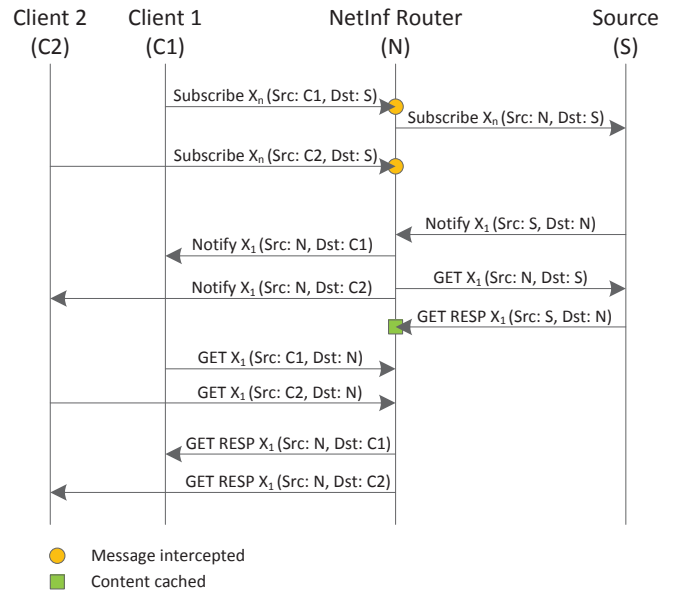 Client 2 Client 1 NetInf Router Source
(C2) (C1) (N) (S)
Subscribe Xn (Src: C1, Dst: S)
Subscribe Xn (Src: N, Dst: S)
Subscribe Xn (Src: C2, Dst: S)
Notify X1 (Src: S, Dst: N)
Notify X1 (Src: N, Dst: C1)
GET X1 (Src: N, Dst: S)
Notify X1 (Src: N, Dst: C2)
GET RESP X1 (Src: S, Dst: N)
GET X1 (Src: C1, Dst: N)
GET X1 (Src: C2, Dst: N)
GET RESP X1 (Src: N, Dst: C1)
GET RESP X1 (Src: N, Dst: C2)
Message intercepted
Content cached